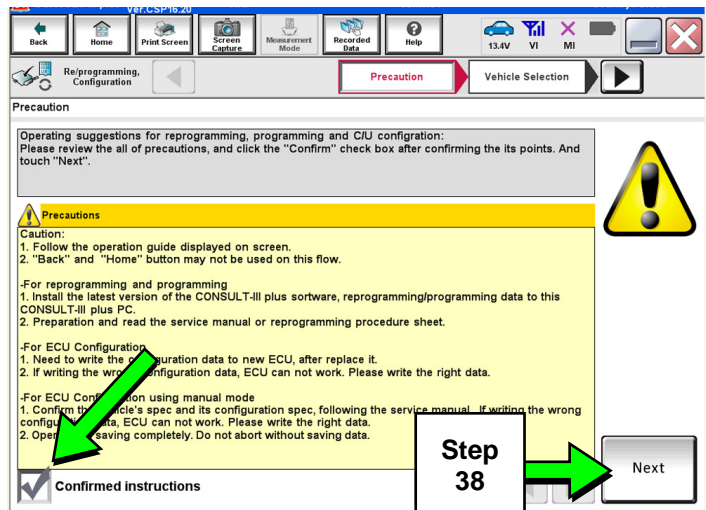 Ver.CSP16.20
Back
Home
Print Screen
Screen
Capture
Measurement
Mode
Recorded
Data
Help
13.4V
VI
MI
Re/programming,
Configuration
Precaution
Vehicle Selection
Precaution
Operating suggestions for reprogramming, programming and C/U configration:
Please review the all of precautions, and click the "Confirm" check box after confirming the its points. And
touch "Next".
Precautions
Caution:
1. Follow the operation guide displayed on screen.
2. "Back" and "Home" button may not be used on this flow.
-For reprogramming and programming
1. Install the latest version of the CONSULT-III plus sortware, reprogramming/programming data to this
CONSULT-III plus PC.
2. Preparation and read the service manual or reprogramming procedure sheet.
-For ECU Configuration
1. Need to write the configuration data to new ECU, after replace it.
2. If writing the wrong configuration data, ECU can not work. Please write the right data.
-For ECU Configuration using manual mode
1. Confirm the vehicle's spec and its configuration spec, following the service manual. If writing the wrong
configuration data, ECU can not work. Please write the right data.
2. Oper saving completely. Do not abort without saving data.
Confirmed instructions
Step
38
Next